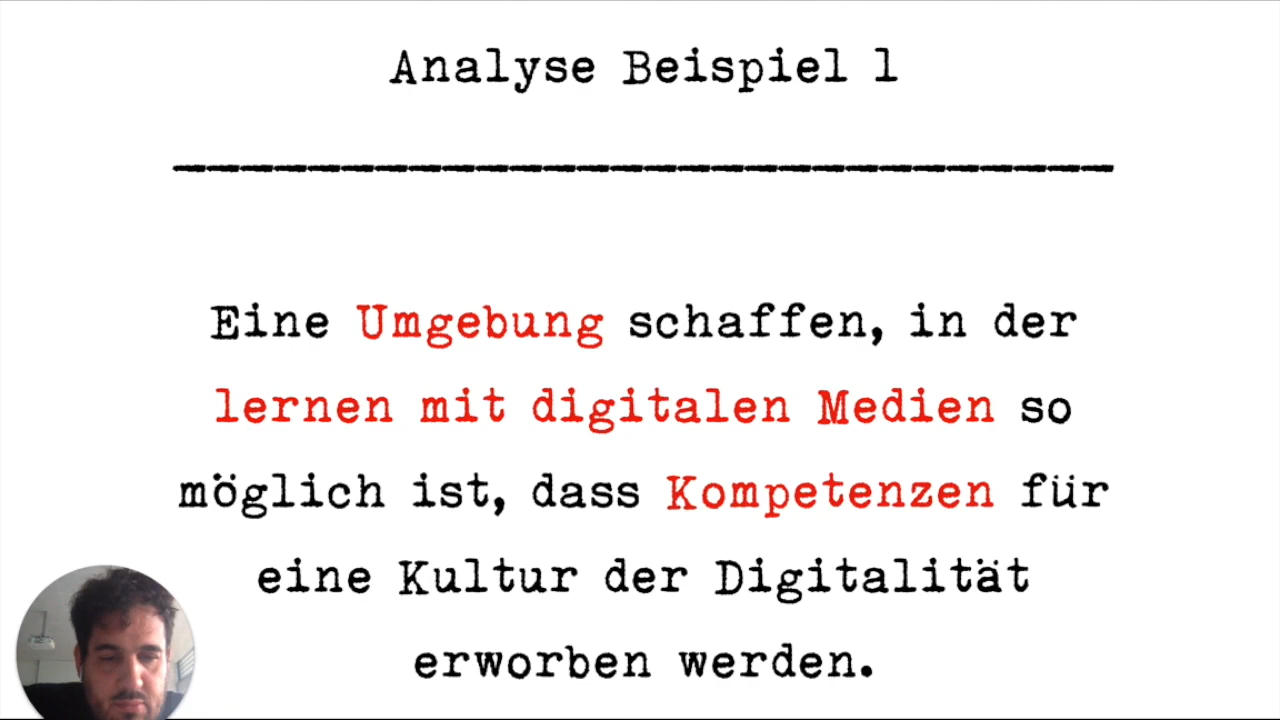 Analyse Beispiel 1
Eine Umgebung schaffen, in der
lernen mit digitalen Medien so
möglich ist, dass Kompetenzen für
eine Kultur der Digitalität
erworben werden.